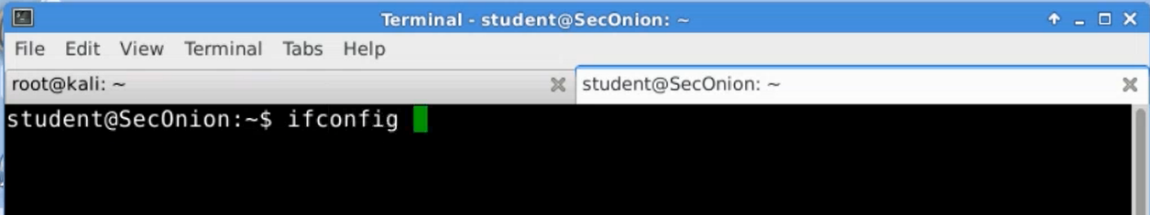 Terminal - student@SecOnion: ~
File Edit View Terminal Tabs Help
root@kali: ~ student@SecOnion: ~
student@SecOnion:~$ ifconfig